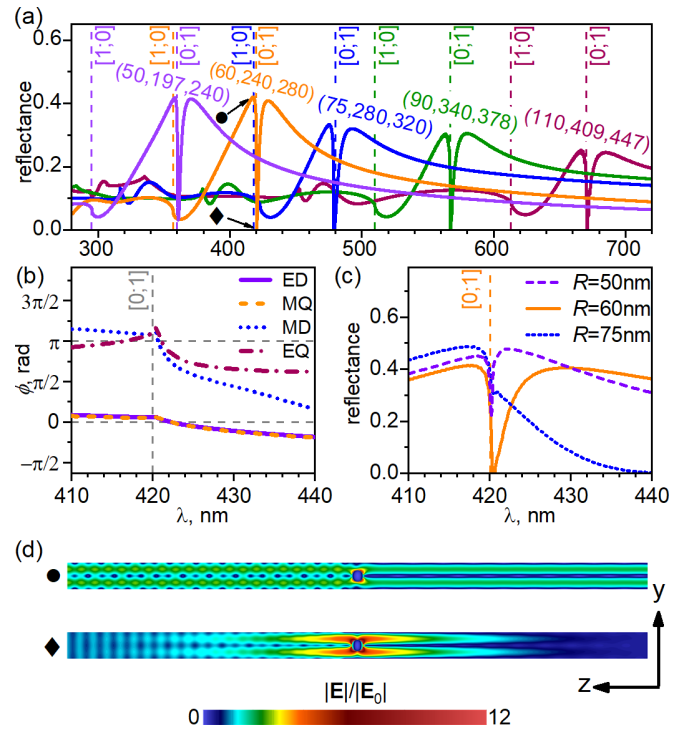 (a)
0.6
0.4
0.2
0.0
reflectance
[1;0]
[0;1]
[1;0]
[0;1]
[0;1]
[1;0]
[0;1]
[1;0]
[0;1]
(50,197,240)
(60,240,280)
(75,280,320)
(90,340,378)
(110,409,447)
300
400
500
600
700
(b)
3π/2
π
π/2
0
−π/2
ϕ, rad
[0;1]
ED
MQ
MD
EQ
410
420
430
440
λ, nm
(c)
0.6
0.4
0.2
0.0
reflectance
[0;1]
R=50nm
R=60nm
R=75nm
410
420
430
440
λ, nm
(d)
y
z
|E|/|E₀|
0
12